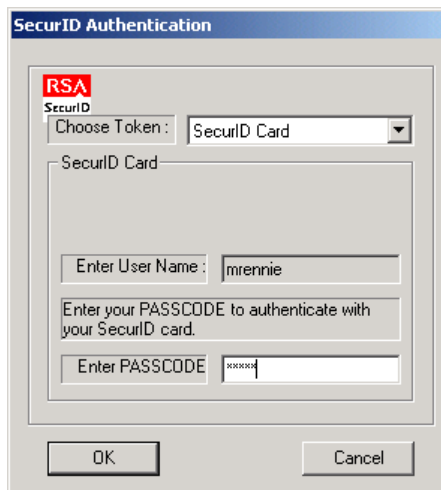 SecurID Authentication
RSA
SecurID
Choose Token : SecurID Card
SecurID Card
Enter User Name : mrennie
Enter your PASSCODE to authenticate with
your SecurID card.
Enter PASSCODE *****
OK Cancel